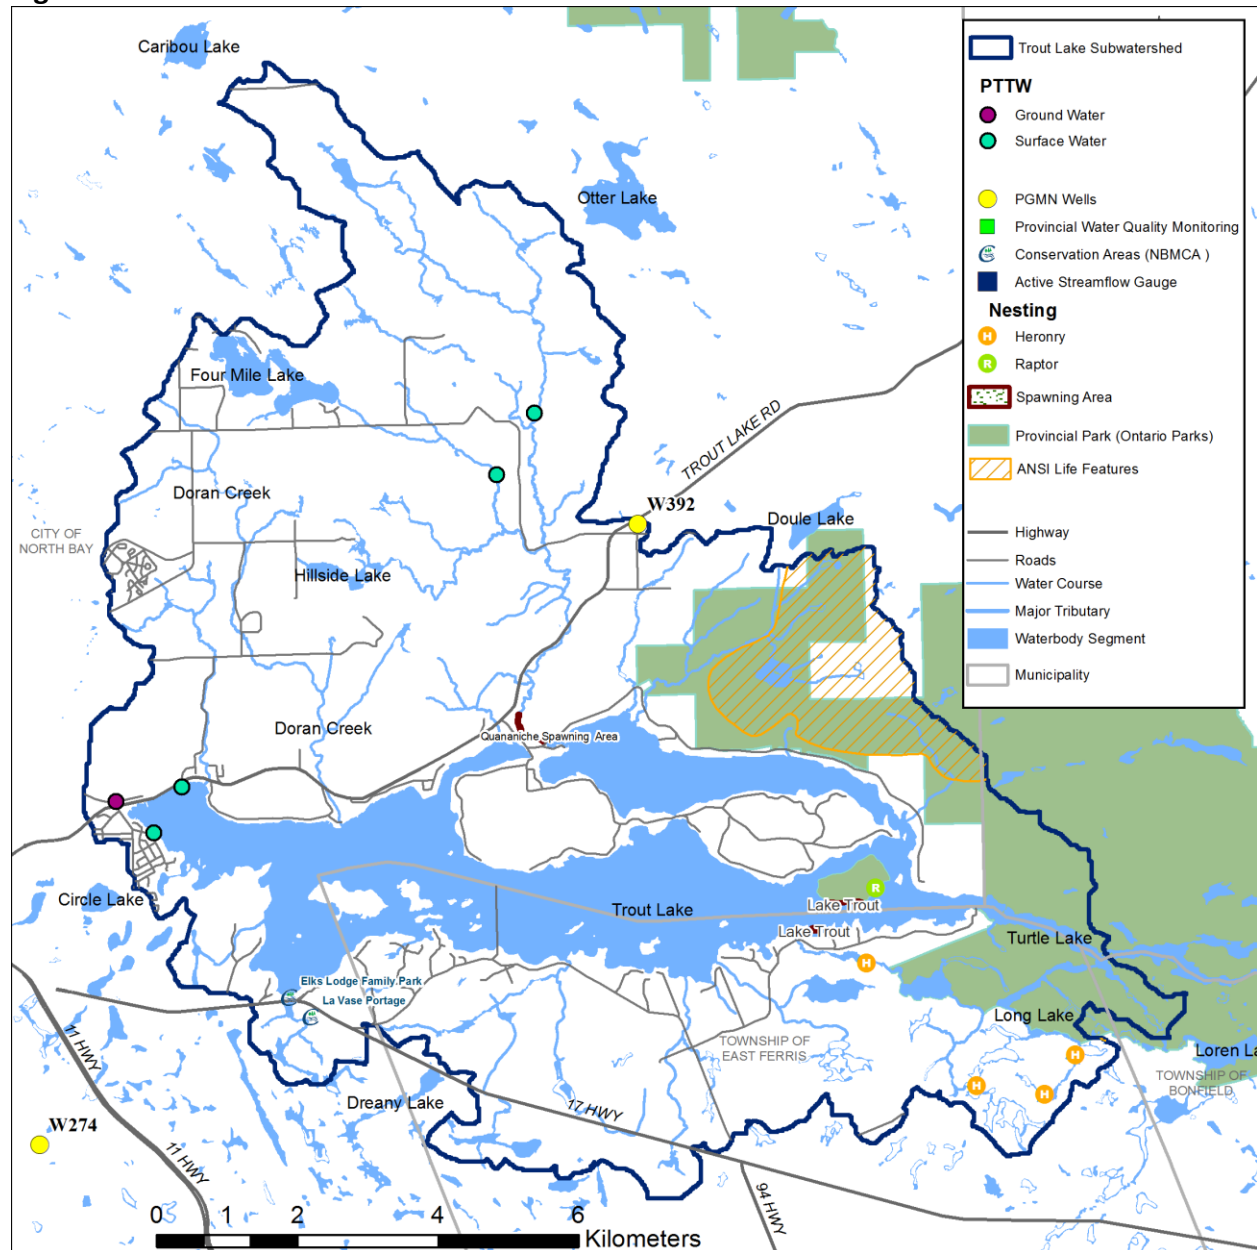 Caribou Lake
Otter Lake
Four Mile Lake
TROUT LAKE RD
Doran Creek
W392
Doule Lake
CITY OF
NORTH BAY
Hillside Lake
Doran Creek
Quananiche Spawning Area
Circle Lake
Trout Lake
Lake Trout
Lake Trout
R
H
Turtle Lake
Elks Lodge Family Park
La Vase Portage
Long Lake
11 HWY
TOWNSHIP OF
EAST FERRIS
Loren La
H
H
H
TOWNSHIP OF
BONFIELD
Dreany Lake
17 HWY
W274
11 HWY
94 HWY
0 1 2 4 6
Kilometers
Trout Lake Subwatershed
PTTW
Ground Water
Surface Water
PGMN Wells
Provincial Water Quality Monitoring
Conservation Areas (NBMCA )
Active Streamflow Gauge
Nesting
H Heronry
R Raptor
Spawning Area
Provincial Park (Ontario Parks)
ANSI Life Features
Highway
Roads
Water Course
Major Tributary
Waterbody Segment
Municipality